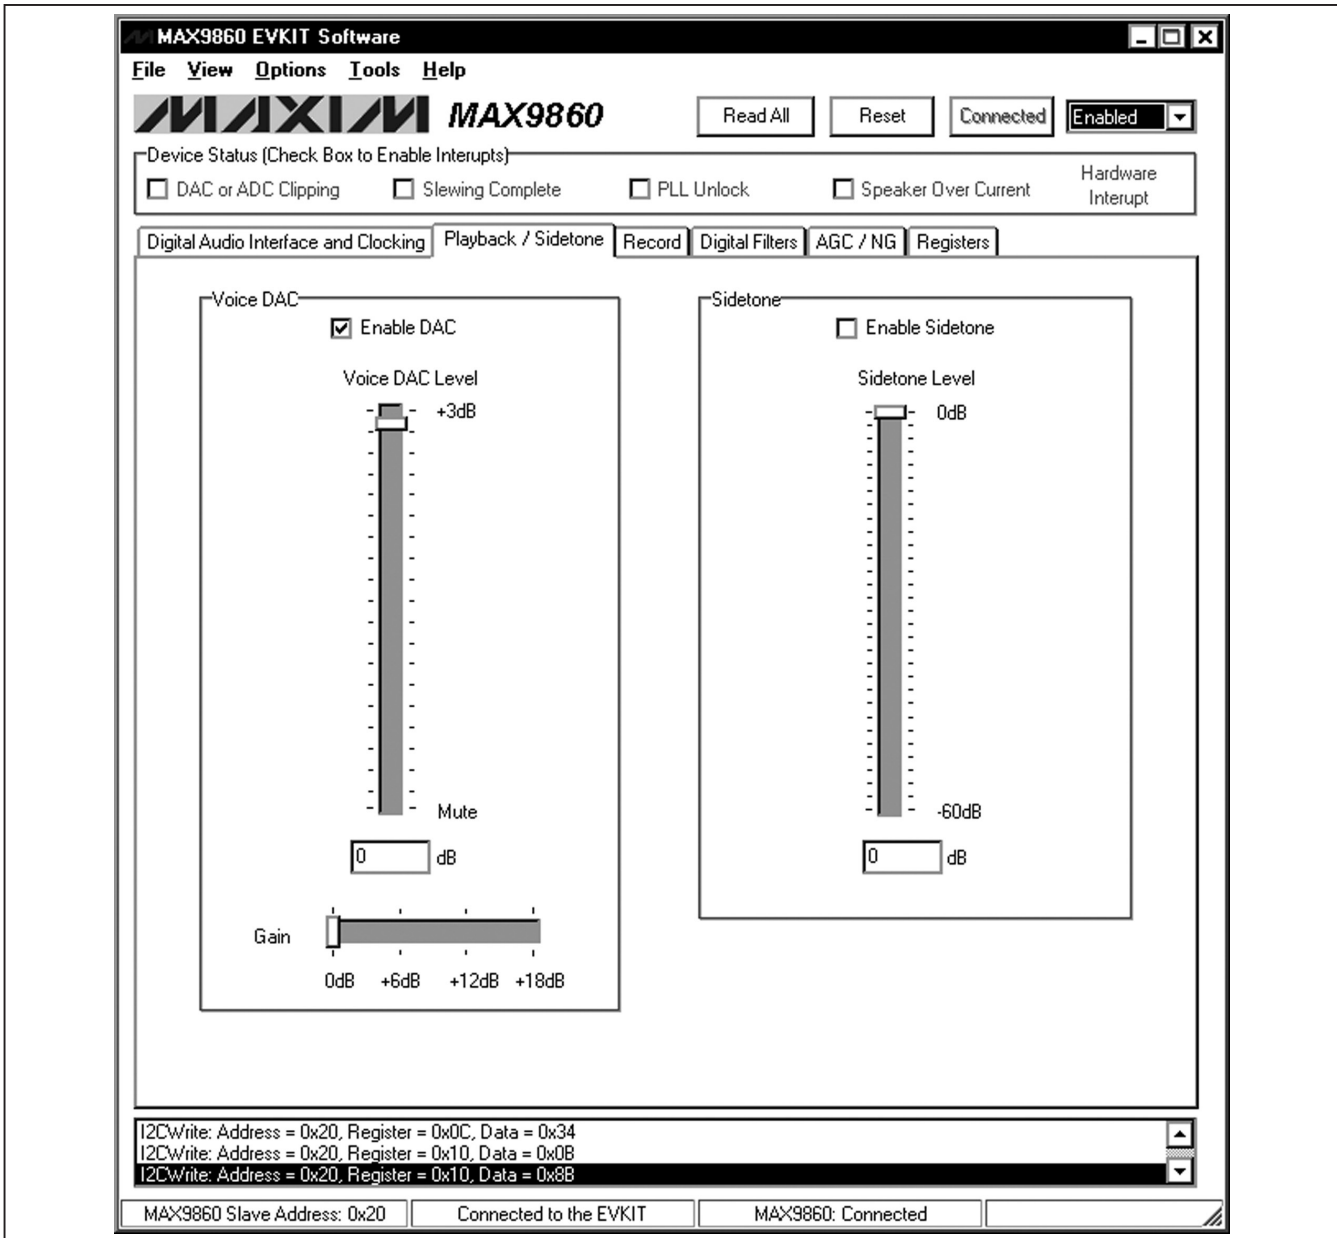 MAX9860 EVKIT Software
File View Options Tools Help
MAXIM MAX9860 Read All Reset Connected Enabled
Device Status (Check Box to Enable Interupts)
DAC or ADC Clipping Slewing Complete PLL Unlock Speaker Over Current Hardware
Interupt
Digital Audio Interface and Clocking Playback / Sidetone Record Digital Filters AGC / NG Registers
Voice DAC Sidetone
Enable DAC Enable Sidetone
Voice DAC Level Sidetone Level
+3dB 0dB
Mute -60dB
0 dB 0 dB
Gain
0dB +6dB +12dB +18dB
I2CWrite: Address = 0x20, Register = 0x0C, Data = 0x34
I2CWrite: Address = 0x20, Register = 0x10, Data = 0x0B
I2CWrite: Address = 0x20, Register = 0x10, Data = 0x8B
MAX9860 Slave Address: 0x20 Connected to the EVKIT MAX9860: Connected